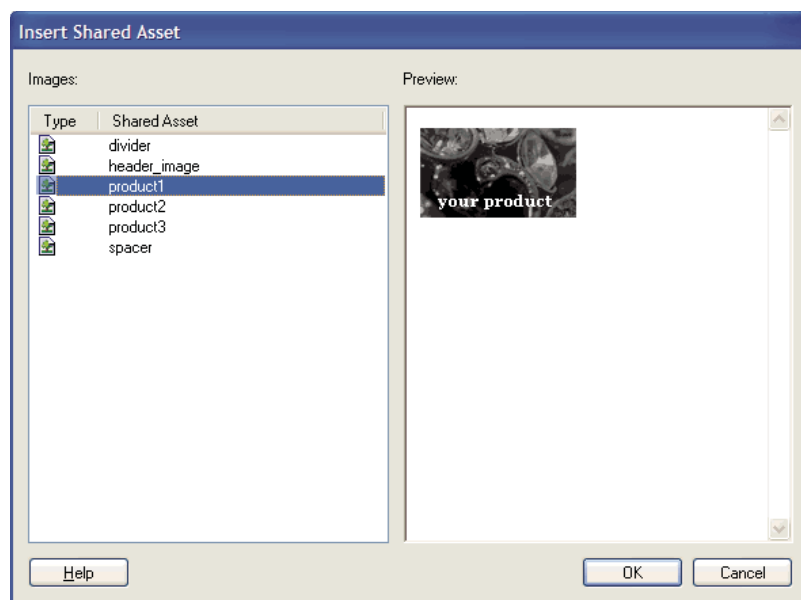 Insert Shared Asset
Images:
Preview:
Type Shared Asset
divider
header_image
product1
product2
product3
spacer
your product
Help
OK
Cancel